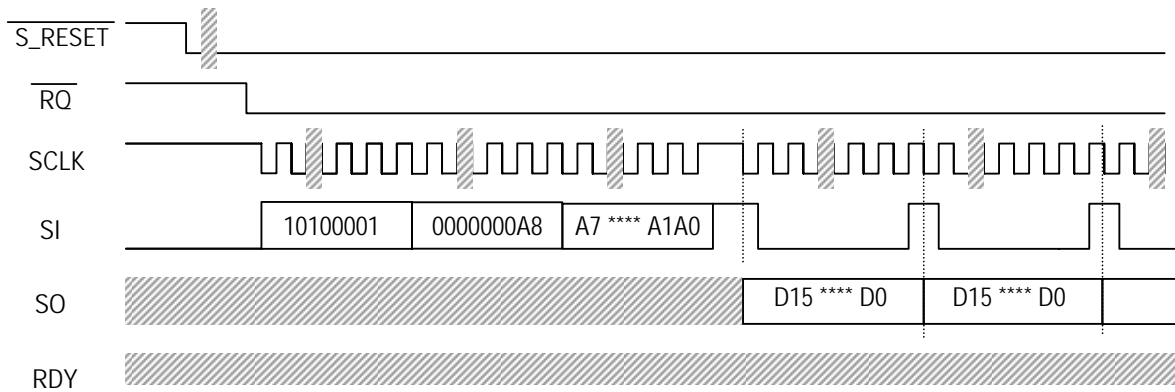 S_RESET
RQ
SCLK
SI
10100001
0000000A8
A7 **** A1A0
SO
D15 **** D0
D15 **** D0
RDY